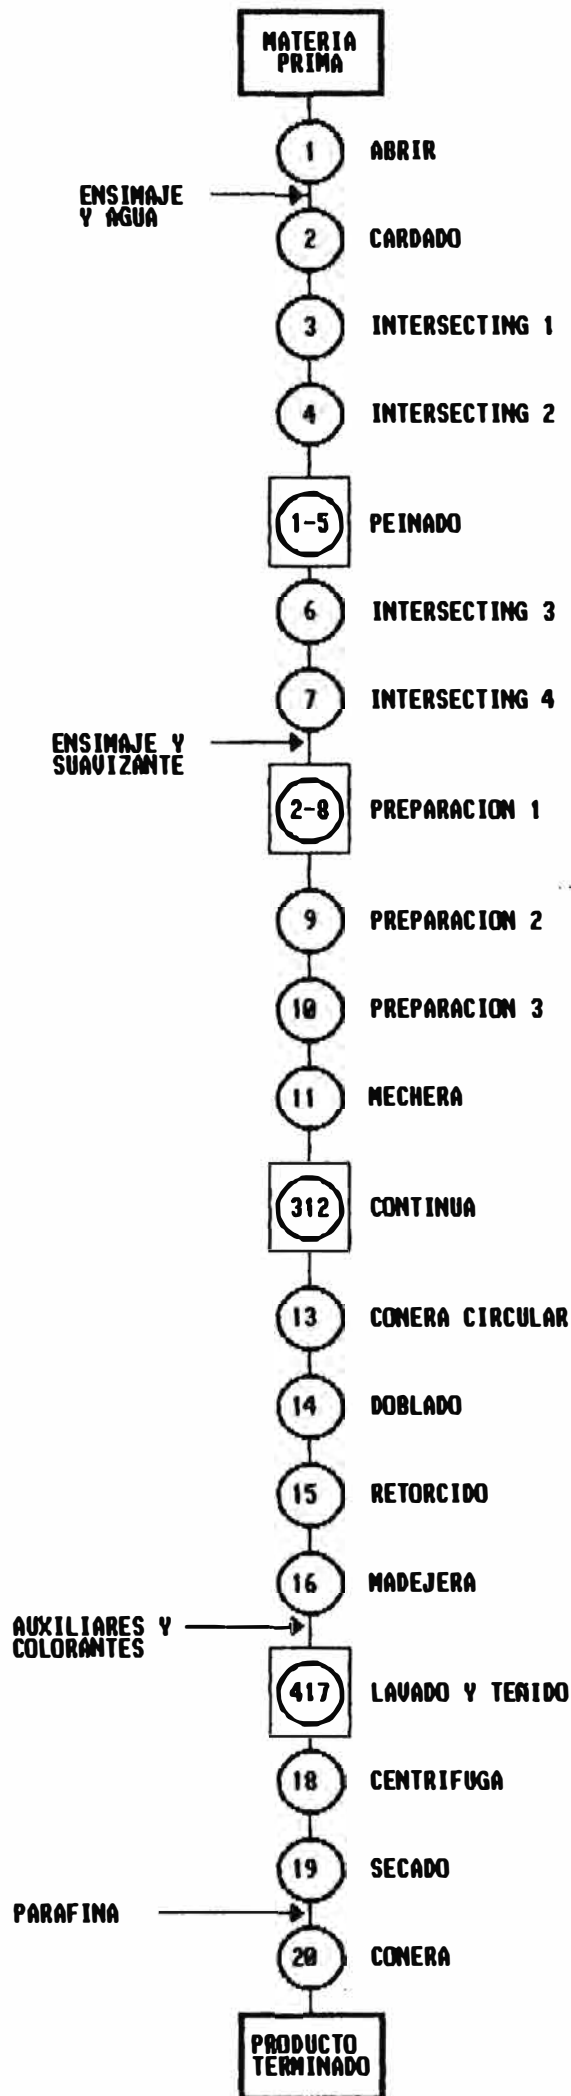 MATERIA
PRIMA
1 ABRIR
ENSIMAJE
Y AGUA
2 CARDADO
3 INTERSECTING 1
4 INTERSECTING 2
1-5 PEINADO
6 INTERSECTING 3
7 INTERSECTING 4
ENSIMAJE Y
SUAVIZANTE
2-8 PREPARACION 1
9 PREPARACION 2
10 PREPARACION 3
11 MECHERA
312 CONTINUA
13 CONERA CIRCULAR
14 DOBLADO
15 RETORCIDO
16 MADEJERA
AUXILIARES Y
COLORANTES
417 LAVADO Y TEÑIDO
18 CENTRIFUGA
19 SECADO
PARAFINA
20 CONERA
PRODUCTO
TERMINADO